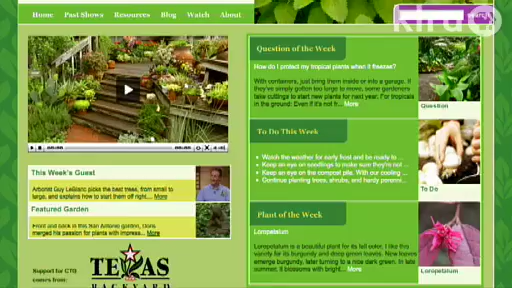 Home Past Shows Resources Blog Watch About
search
klru
Question of the Week
How do I protect my tropical plants when it freezes?
With containers, just bring them inside or into a garage. If
they've simply gotten too large to move, some gardeners
take cuttings to start new plants for next year. For tropicals
in the ground: Even if it's not fr... More
Question
To Do This Week
Watch the weather for early frost and be ready to ...
Keep an eye on seedlings to make sure they're not ...
Keep an eye on the compost pile. With our cooling ...
Continue planting trees, shrubs, and hardy perenni...
To Do
This Week's Guest
Arborist Guy LeBlanc picks the best trees, from small to
large, and explains how to start them off right... More
Featured Garden
Front and back in this San Antonio garden, Dons
merged his passion for plants with impress... More
Plant of the Week
Loropetalum
Loropetalum is a beautiful plant for its fall color. I like this
variety for its burgundy and deep green leaves. New leaves
emerge burgundy, later turning to a nice dark green. In late
summer, it blossoms with bright... More
Loropetalum
Support for CTG
comes from:
TEXAS
BACKYARD